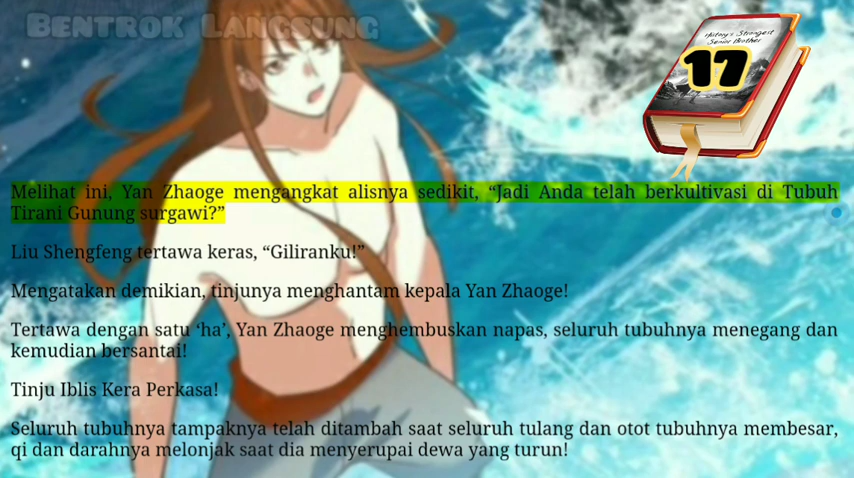 Bentrok Langsung
History's Strongest
Senior Brother
17
Melihat ini, Yan Zhaoge mengangkat alisnya sedikit, “Jadi Anda telah berkultivasi di Tubuh
Tirani Gunung surgawi?”
Liu Shengfeng tertawa keras, “Giliranku!”
Mengatakan demikian, tinjunya menghantam kepala Yan Zhaoge!
Tertawa dengan satu ‘ha’, Yan Zhaoge menghembuskan napas, seluruh tubuhnya menegang dan
kemudian bersantai!
Tinju Iblis Kera Perkasa!
Seluruh tubuhnya tampaknya telah ditambah saat seluruh tulang dan otot tubuhnya membesar,
qi dan darahnya melonjak saat dia menyerupai dewa yang turun!